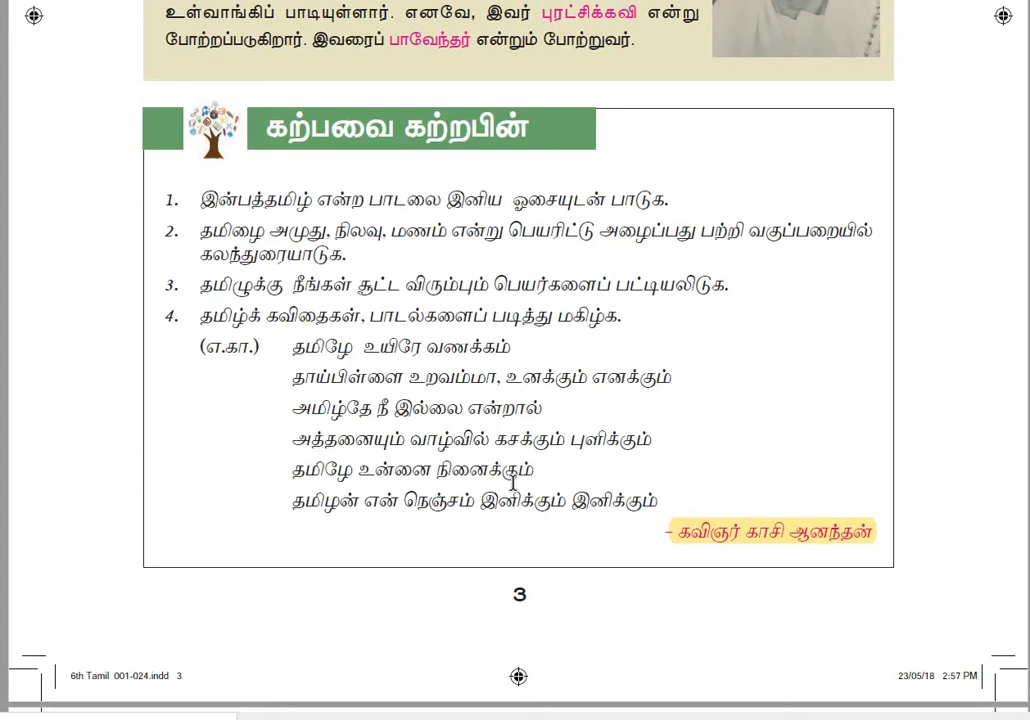 உள்வாங்கிப் பாடியுள்ளார். எனவே, இவர் புரட்சிக்கவி என்று
போற்றப்படுகிறார். இவரைப் பாவேந்தர் என்றும் போற்றுவர்.
கற்பவை கற்றபின்
1. இன்பத்தமிழ் என்ற பாடலை இனிய ஓசையுடன் பாடுக.
2. தமிழை அமுது, நிலவு, மணம் என்று பெயரிட்டு அழைப்பது பற்றி வகுப்பறையில்
கலந்துரையாடுக.
3. தமிழுக்கு நீங்கள் சூட்ட விரும்பும் பெயர்களைப் பட்டியலிடுக.
4. தமிழ்க் கவிதைகள், பாடல்களைப் படித்து மகிழ்க.
(எ.கா.) தமிழே உயிரே வணக்கம்
தாய்பிள்ளை உறவம்மா, உனக்கும் எனக்கும்
அமிழ்தே நீ இல்லை என்றால்
அத்தனையும் வாழ்வில் கசக்கும் புளிக்கும்
தமிழே உன்னை நினைக்கும்
தமிழன் என் நெஞ்சம் இனிக்கும் இனிக்கும்
– கவிஞர் காசி ஆனந்தன்
3
6th Tamil 001-024.indd 3
23/05/18 2:57 PM